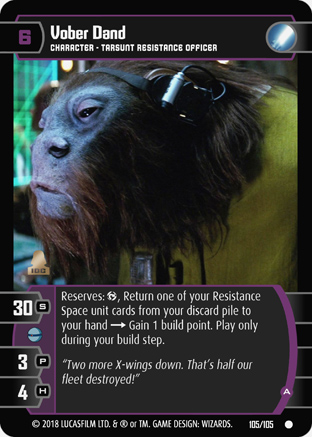 6
Vober Dand
CHARACTER - TARSUNT RESISTANCE OFFICER
30 S
3 P
4 H
Reserves: , Return one of your Resistance
Space unit cards from your discard pile to
your hand → Gain 1 build point. Play only
during your build step.
“Two more X-wings down. That’s half our
fleet destroyed!”
A
© 2018 LUCASFILM LTD. & ® or TM. GAME DESIGN: WIZARDS. 105/105